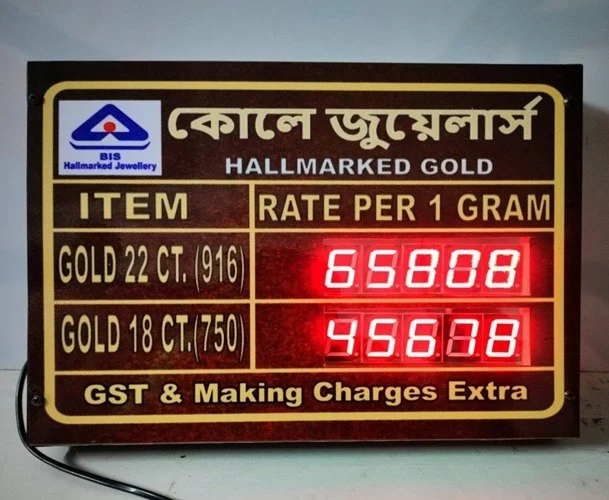 কোলে জুয়েলার্স
BIS
Hallmarked Jewellery
HALLMARKED GOLD
ITEM RATE PER 1 GRAM
GOLD 22 CT. (916) 65808
GOLD 18 CT.(750) 45678
GST & Making Charges Extra